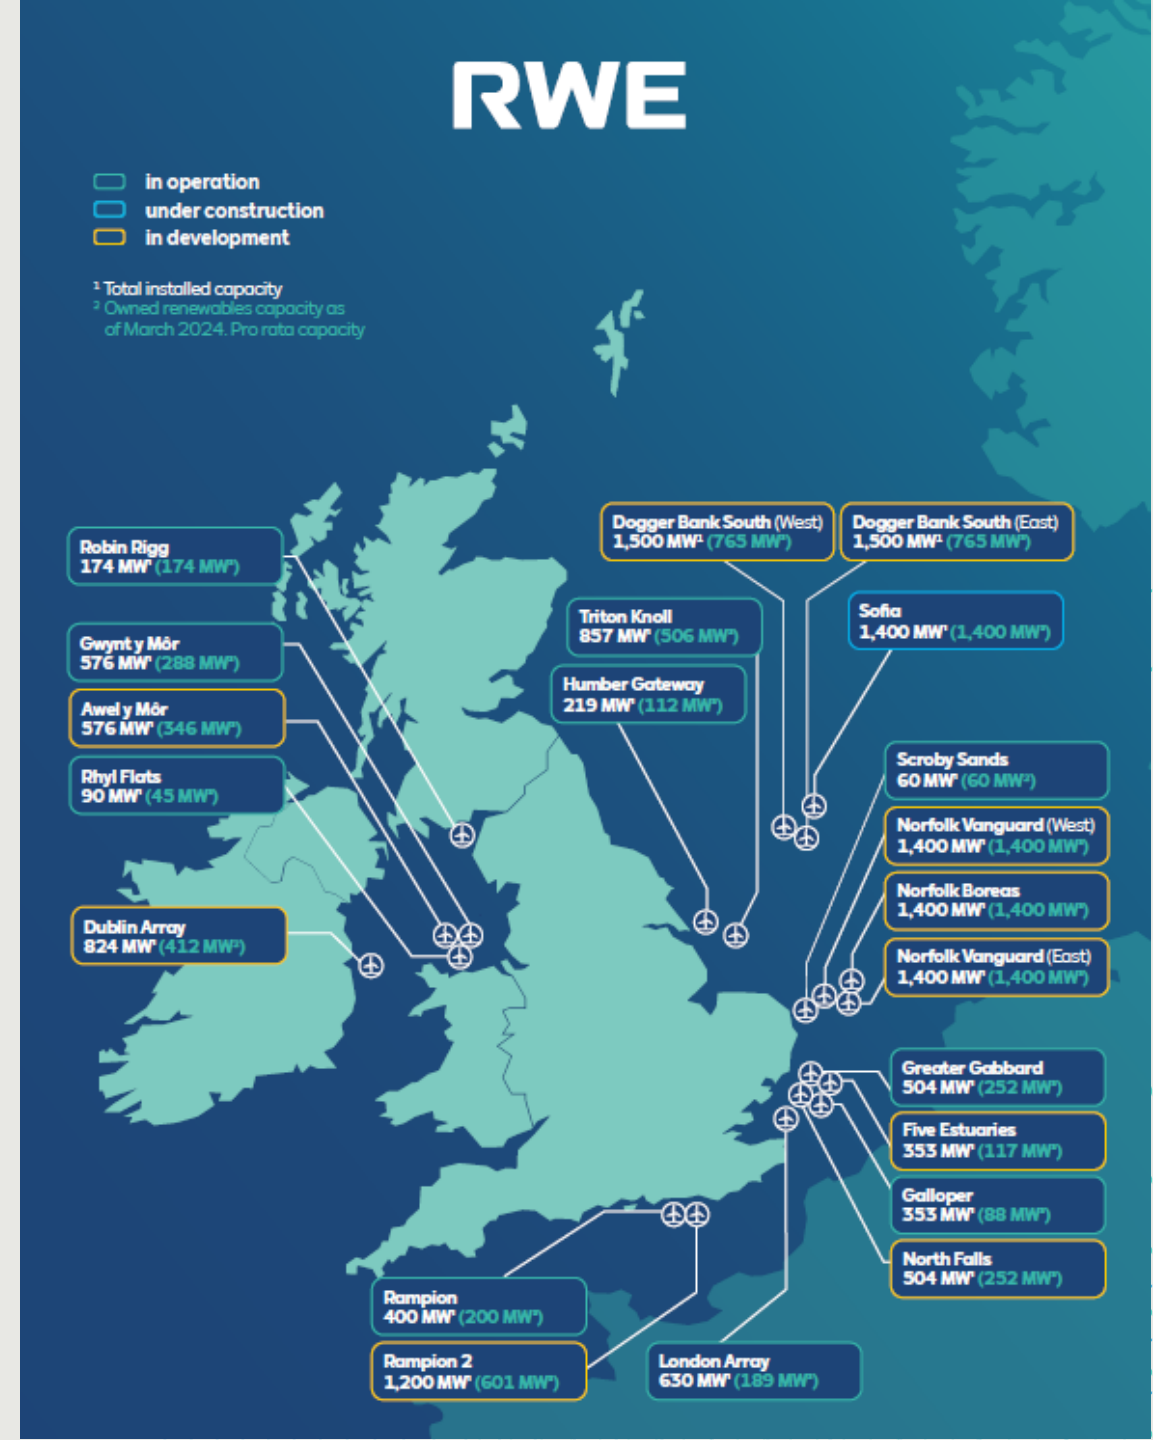 RWE
in operation
under construction
in development
¹ Total installed capacity
² Owned renewables capacity as
of March 2024. Pro rata capacity
Robin Rigg
174 MW¹ (174 MW²)
Gwynt y Môr
576 MW¹ (288 MW²)
Awel y Môr
576 MW¹ (346 MW²)
Rhyl Flats
90 MW¹ (45 MW²)
Dublin Array
824 MW¹ (412 MW²)
Dogger Bank South (West)
1,500 MW¹ (765 MW²)
Dogger Bank South (East)
1,500 MW¹ (765 MW²)
Triton Knoll
857 MW¹ (506 MW²)
Sofia
1,400 MW¹ (1,400 MW²)
Humber Gateway
219 MW¹ (112 MW²)
Scroby Sands
60 MW¹ (60 MW²)
Norfolk Vanguard (West)
1,400 MW¹ (1,400 MW²)
Norfolk Boreas
1,400 MW¹ (1,400 MW²)
Norfolk Vanguard (East)
1,400 MW¹ (1,400 MW²)
Greater Gabbard
504 MW¹ (252 MW²)
Five Estuaries
353 MW¹ (117 MW²)
Galloper
353 MW¹ (88 MW²)
North Falls
504 MW¹ (252 MW²)
Rampion
400 MW¹ (200 MW²)
Rampion 2
1,200 MW¹ (601 MW²)
London Array
630 MW¹ (189 MW²)